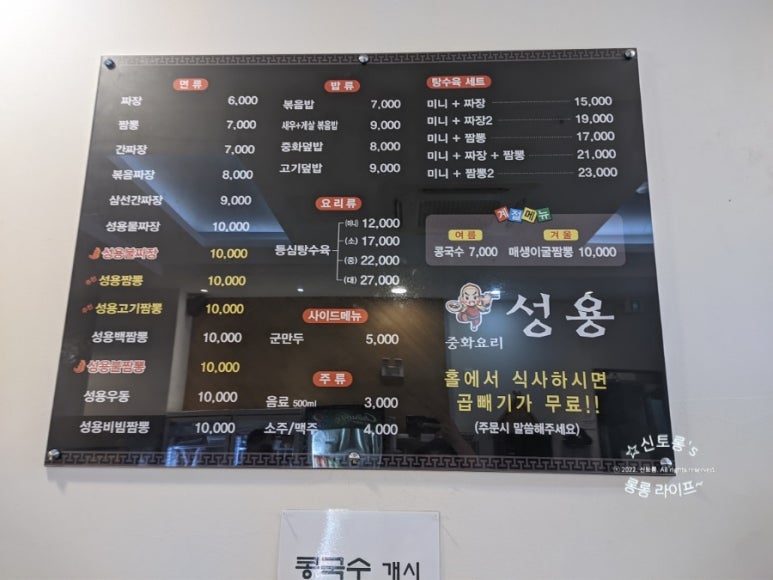 면 류
짜장 6,000
짬뽕 7,000
간짜장 7,000
볶음짜장 8,000
삼선간짜장 9,000
성용물짜장 10,000
성용불짜장 10,000
성용짬뽕 10,000
성용고기짬뽕 10,000
성용백짬뽕 10,000
성용불짬뽕 10,000
성용우동 10,000
성용비빔짬뽕 10,000
밥 류
볶음밥 7,000
새우+게살 볶음밥 9,000
중화덮밥 8,000
고기덮밥 9,000
요 리 류
등심탕수육
(미니) 12,000
(소) 17,000
(중) 22,000
(대) 27,000
사이드메뉴
군만두 5,000
주 류
음료 500ml 3,000
소주/맥주 4,000
탕수육 세트
미니 + 짜장 15,000
미니 + 짜장2 19,000
미니 + 짬뽕 17,000
미니 + 짜장 + 짬뽕 21,000
미니 + 짬뽕2 23,000
계절메뉴
여 름 겨 울
콩국수 7,000 매생이굴짬뽕 10,000
성용
중화요리
홀에서 식사하시면
곱빼기가 무료!!
(주문시 말씀해주세요)
☆신토롱's
ⓒ 2022. 신토롱. All rights reserved.
롱롱 라이프~
콩국수 개시